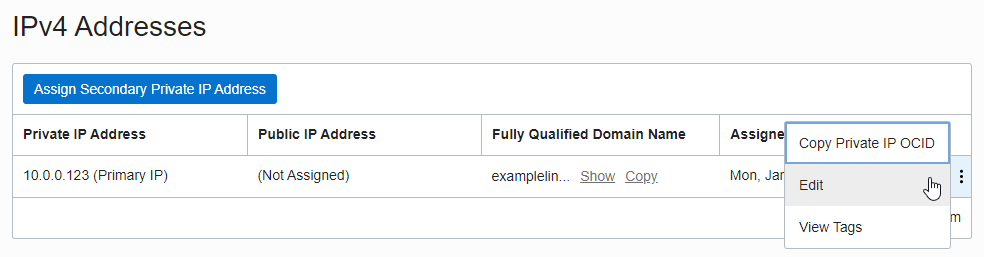 IPv4 Addresses
Assign Secondary Private IP Address
Private IP Address Public IP Address Fully Qualified Domain Name Assigne
Copy Private IP OCID
10.0.0.123 (Primary IP) (Not Assigned) examplelin... Show Copy Mon, Jan
Edit
View Tags
m